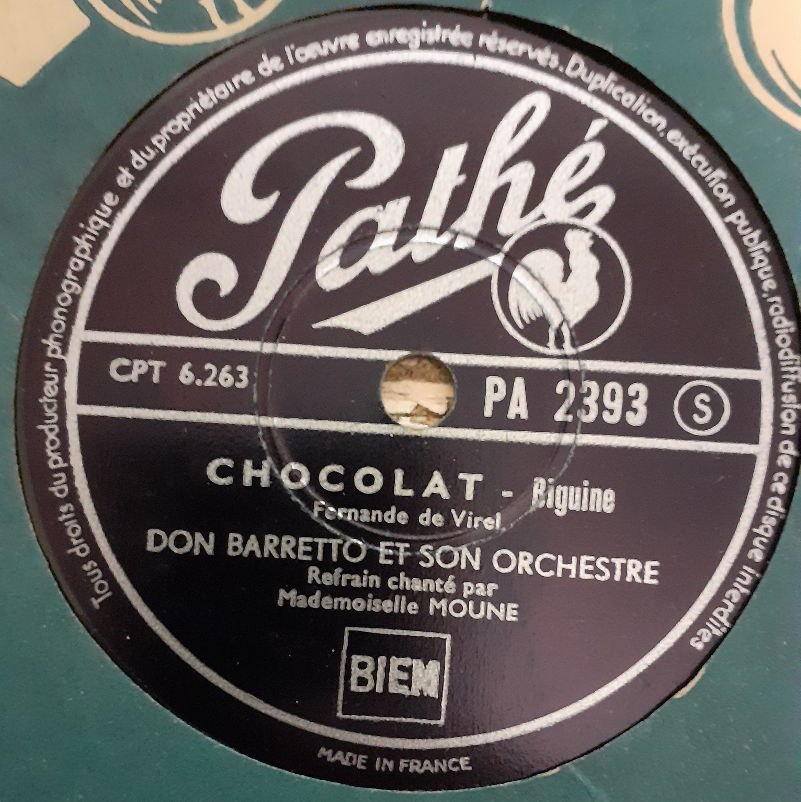 Tous droits du producteur phonographique et du propriétaire de l'œuvre enregistrée réservés. Duplication, exécution publique, radiodiffusion de ce disque interdites
Pathé
CPT 6.263
PA 2393 S
CHOCOLAT - Biguine
Fernande de Virel
DON BARRETTO ET SON ORCHESTRE
Refrain chanté par
Mademoiselle MOUNE
BIEM
MADE IN FRANCE